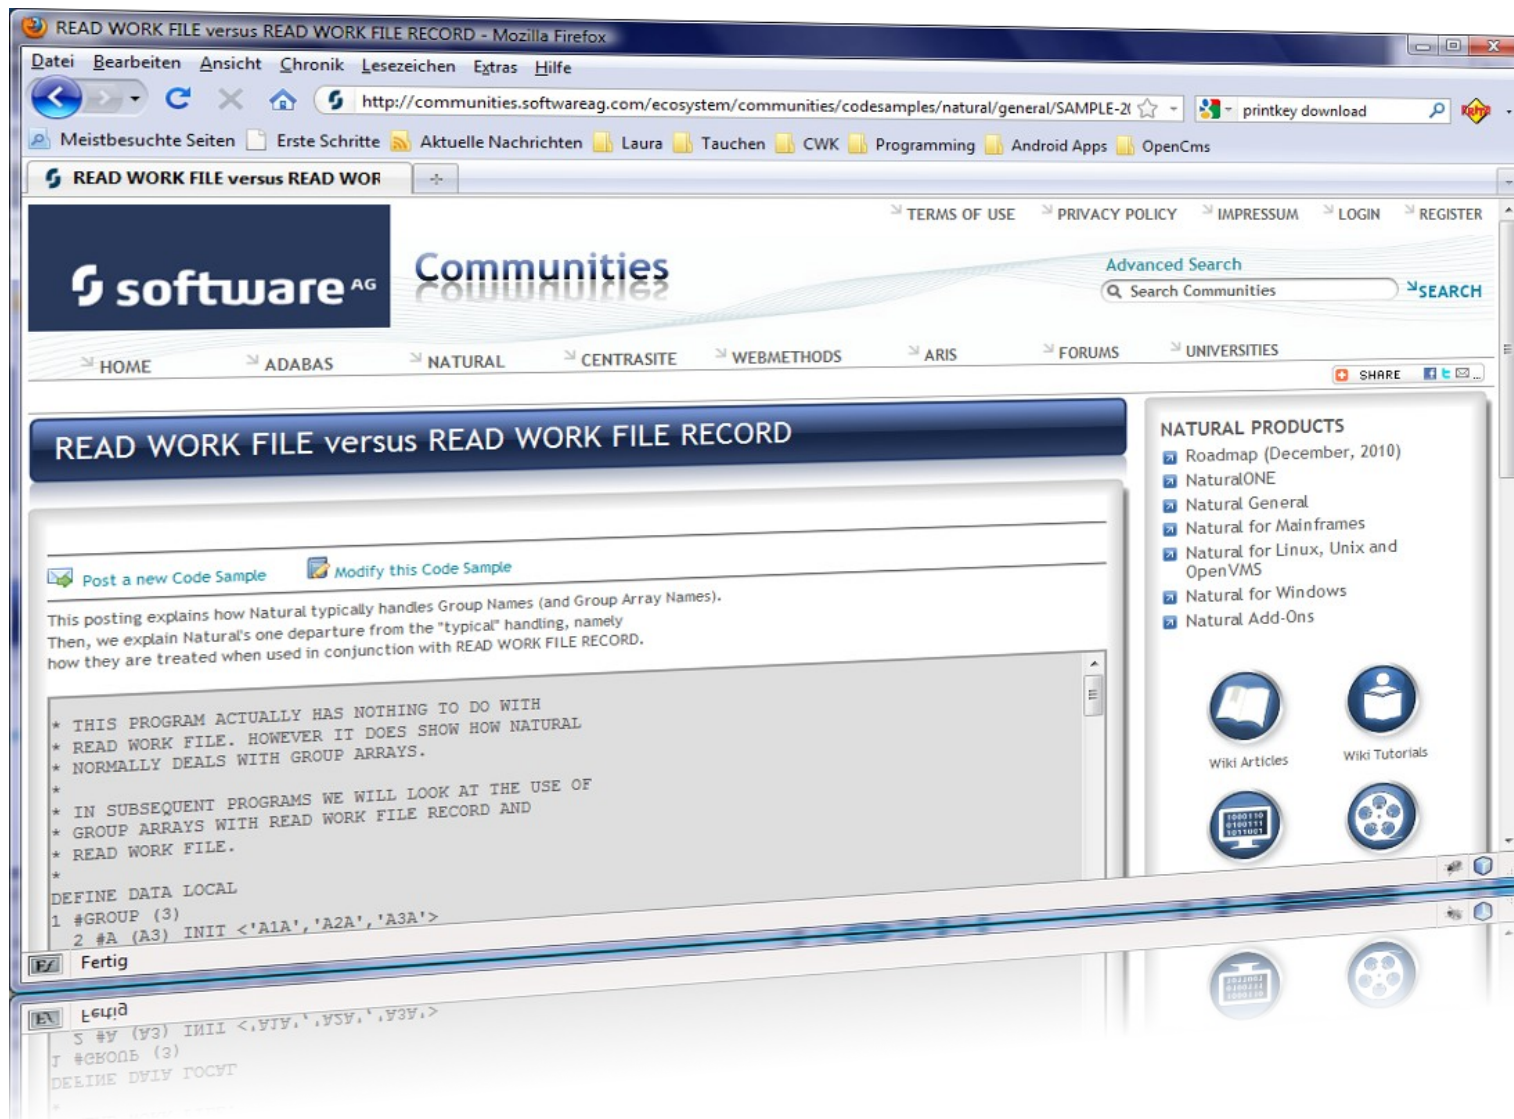 READ WORK FILE versus READ WORK FILE RECORD - Mozilla Firefox
Datei Bearbeiten Ansicht Chronik Lesezeichen Extras Hilfe
http://communities.softwareag.com/ecosystem/communities/codesamples/natural/general/SAMPLE-20
printkey download
Meistbesuchte Seiten Erste Schritte Aktuelle Nachrichten Laura Tauchen CWK Programming Android Apps OpenCms
READ WORK FILE versus READ WOR
TERMS OF USE PRIVACY POLICY IMPRESSUM LOGIN REGISTER
software AG
Communities
Advanced Search
Search Communities SEARCH
HOME ADABAS NATURAL CENTRASITE WEBMETHODS ARIS FORUMS UNIVERSITIES
SHARE
READ WORK FILE versus READ WORK FILE RECORD
Post a new Code Sample Modify this Code Sample
This posting explains how Natural typically handles Group Names (and Group Array Names).
Then, we explain Natural's one departure from the "typical" handling, namely
how they are treated when used in conjunction with READ WORK FILE RECORD.
* THIS PROGRAM ACTUALLY HAS NOTHING TO DO WITH
* READ WORK FILE. HOWEVER IT DOES SHOW HOW NATURAL
* NORMALLY DEALS WITH GROUP ARRAYS.
*
* IN SUBSEQUENT PROGRAMS WE WILL LOOK AT THE USE OF
* GROUP ARRAYS WITH READ WORK FILE RECORD AND
* READ WORK FILE.
*
DEFINE DATA LOCAL
1 #GROUP (3)
2 #A (A3) INIT <'A1A','A2A','A3A'>
NATURAL PRODUCTS
Roadmap (December, 2010)
NaturalONE
Natural General
Natural for Mainframes
Natural for Linux, Unix and
OpenVMS
Natural for Windows
Natural Add-Ons
Wiki Articles Wiki Tutorials
1000110
0100111
1011001
Fertig